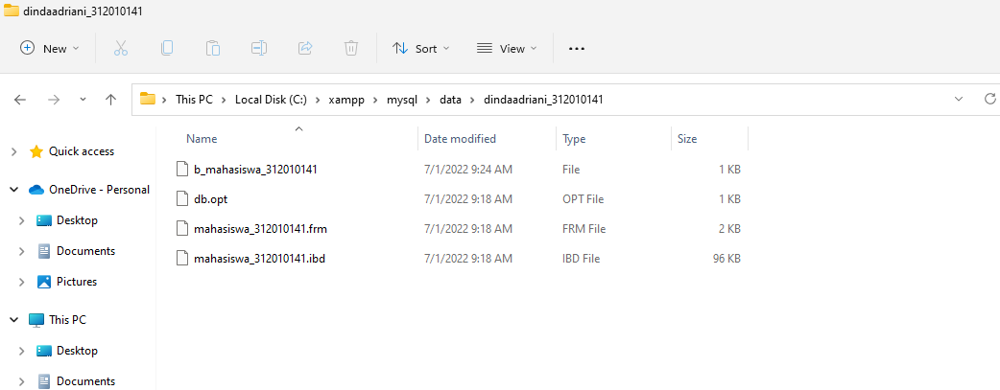 dindaadriani_312010141
New Sort View
This PC Local Disk (C:) xampp mysql data dindaadriani_312010141
Name Date modified Type Size
Quick access
OneDrive - Personal
Desktop
Documents
Pictures
This PC
Desktop
Documents
b_mahasiswa_312010141 7/1/2022 9:24 AM File 1 KB
db.opt 7/1/2022 9:18 AM OPT File 1 KB
mahasiswa_312010141.frm 7/1/2022 9:18 AM FRM File 2 KB
mahasiswa_312010141.ibd 7/1/2022 9:18 AM IBD File 96 KB